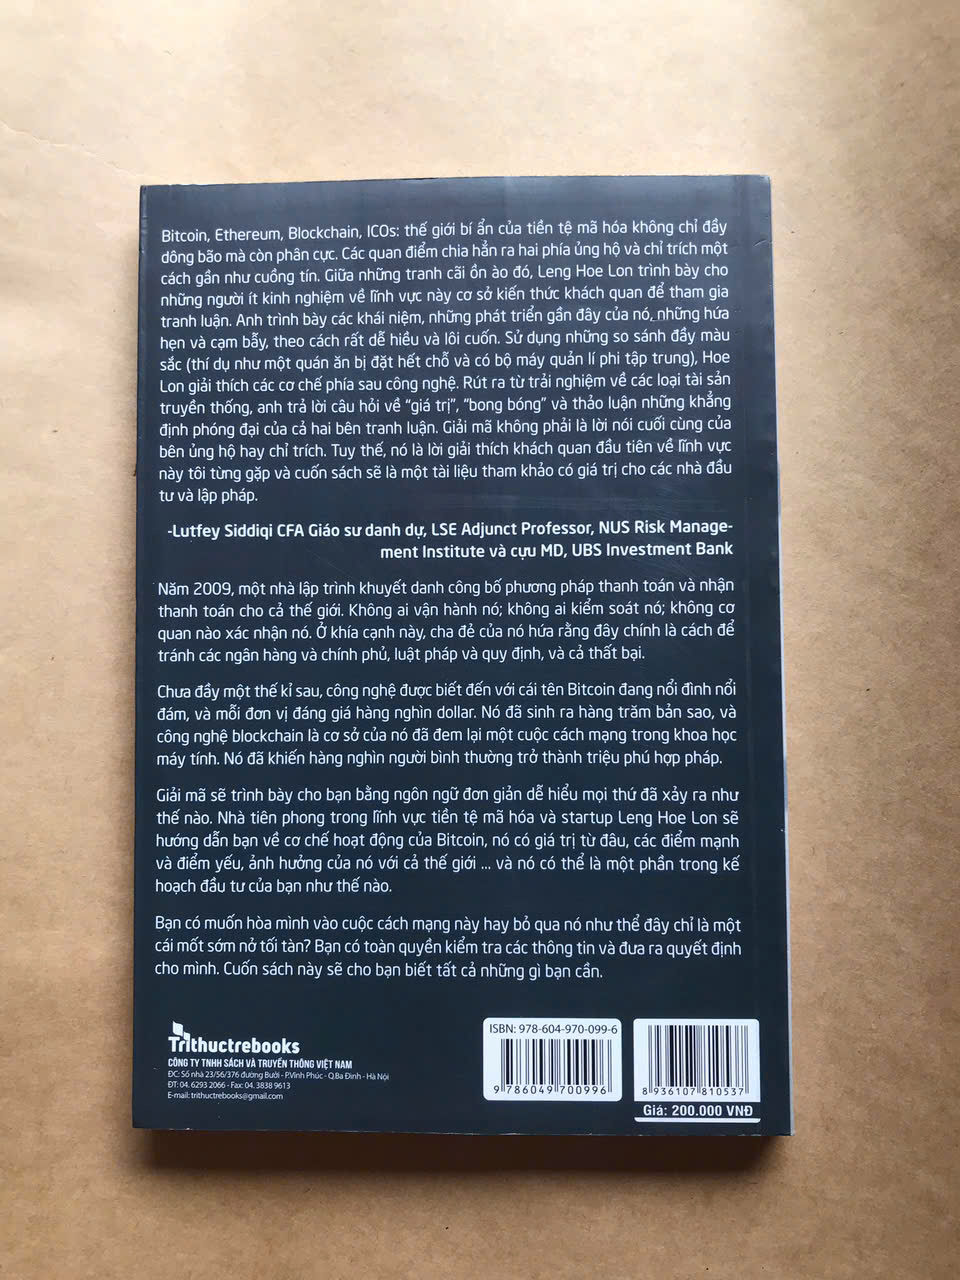 Bitcoin, Ethereum, Blockchain, ICOs: thế giới bí ẩn của tiền tệ mã hóa không chỉ đầy
dông bão mà còn phân cực. Các quan điểm chia hẳn ra hai phía ủng hộ và chỉ trích một
cách gần như cuồng tín. Giữa những tranh cãi ồn ào đó, Leng Hoe Lon trình bày cho
những người ít kinh nghiệm về lĩnh vực này cơ sở kiến thức khách quan để tham gia
tranh luận. Anh trình bày các khái niệm, những phát triển gần đây của nó, những hứa
hẹn và cạm bẫy, theo cách rất dễ hiểu và lôi cuốn. Sử dụng những so sánh đầy màu
sắc (thí dụ như một quán ăn bị đặt hết chỗ và có bộ máy quản lí phi tập trung), Hoe
Lon giải thích các cơ chế phía sau công nghệ. Rút ra từ trải nghiệm về các loại tài sản
truyền thống, anh trả lời câu hỏi về “giá trị”, “bong bóng” và thảo luận những khẳng
định phóng đại của cả hai bên tranh luận. Giải mã không phải là lời nói cuối cùng của
bên ủng hộ hay chỉ trích. Tuy thế, nó là lời giải thích khách quan đầu tiên về lĩnh vực
này tôi từng gặp và cuốn sách sẽ là một tài liệu tham khảo có giá trị cho các nhà đầu
tư và lập pháp.
-Lutfey Siddiqi CFA Giáo sư danh dự, LSE Adjunct Professor, NUS Risk Manage-
ment Institute và cựu MD, UBS Investment Bank
Năm 2009, một nhà lập trình khuyết danh công bố phương pháp thanh toán và nhận
thanh toán cho cả thế giới. Không ai vận hành nó; không ai kiểm soát nó; không cơ
quan nào xác nhận nó. Ở khía cạnh này, cha đẻ của nó hứa rằng đây chính là cách để
tránh các ngân hàng và chính phủ, luật pháp và quy định, và cả thất bại.
Chưa đầy một thế kỉ sau, công nghệ được biết đến với cái tên Bitcoin đang nổi đình nổi
đám, và mỗi đơn vị đáng giá hàng nghìn dollar. Nó đã sinh ra hàng trăm bản sao, và
công nghệ blockchain là cơ sở của nó đã đem lại một cuộc cách mạng trong khoa học
máy tính. Nó đã khiến hàng nghìn người bình thường trở thành triệu phú hợp pháp.
Giải mã sẽ trình bày cho bạn bằng ngôn ngữ đơn giản dễ hiểu mọi thứ đã xảy ra như
thế nào. Nhà tiên phong trong lĩnh vực tiền tệ mã hóa và startup Leng Hoe Lon sẽ
hướng dẫn bạn về cơ chế hoạt động của Bitcoin, nó có giá trị từ đâu, các điểm mạnh
và điểm yếu, ảnh hưởng của nó với cả thế giới ... và nó có thể là một phần trong kế
hoạch đầu tư của bạn như thế nào.
Bạn có muốn hòa mình vào cuộc cách mạng này hay bỏ qua nó như thể đây chỉ là một
cái mốt sớm nở tối tàn? Bạn có toàn quyền kiểm tra các thông tin và đưa ra quyết định
cho mình. Cuốn sách này sẽ cho bạn biết tất cả những gì bạn cần.
Trithuctrebooks
CÔNG TY TNHH SÁCH VÀ TRUYỀN THÔNG VIỆT NAM
ĐC: Số nhà 23/56/376 đường Bưởi - P.Vĩnh Phúc - Q.Ba Đình - Hà Nội
ĐT: 04. 6293 2066 - Fax: 04. 3838 9613
E-mail: trithuctrebooks@gmail.com
ISBN: 978-604-970-099-6
9 786049 700996
8 936107 810537
Giá: 200.000 VNĐ